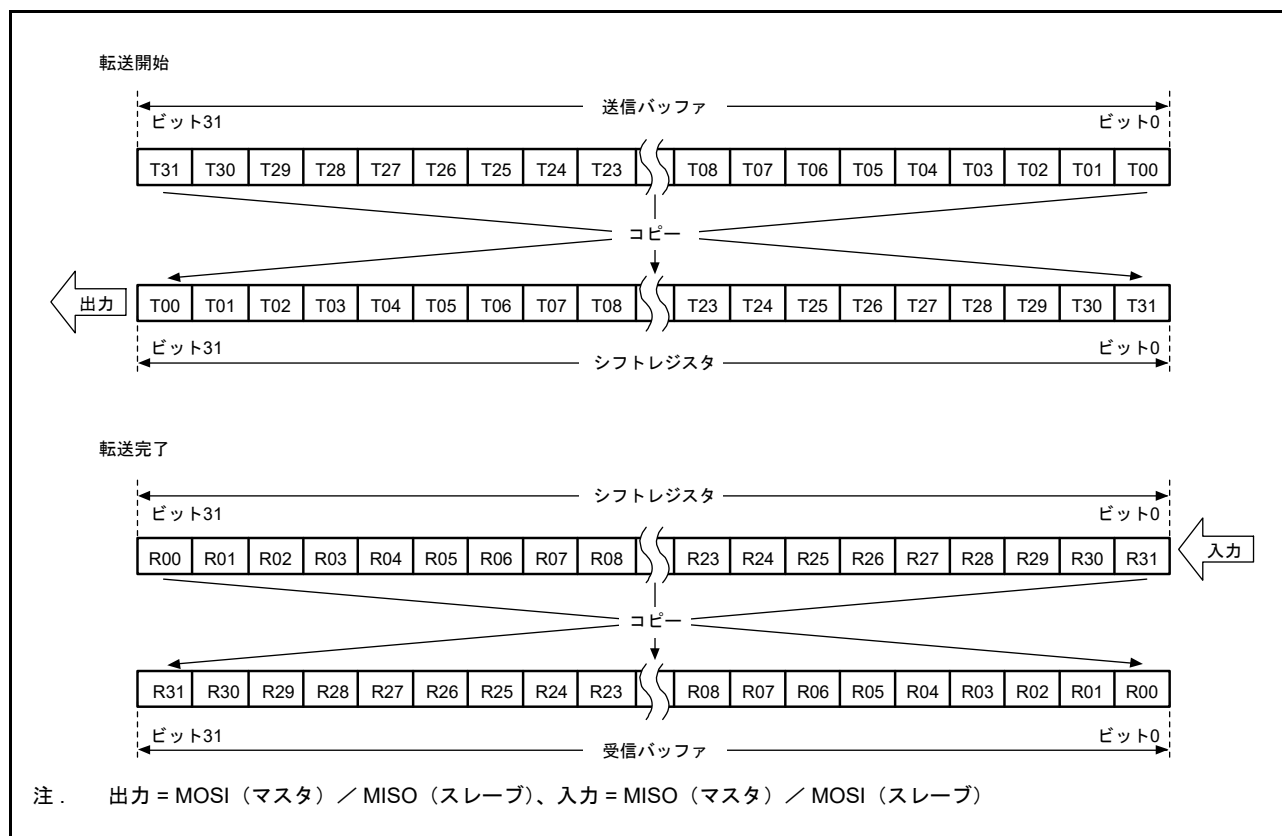 転送開始
送信バッファ
ビット31 ビット0
T31 T30 T29 T28 T27 T26 T25 T24 T23 T08 T07 T06 T05 T04 T03 T02 T01 T00
コピー
出力 T00 T01 T02 T03 T04 T05 T06 T07 T08 T23 T24 T25 T26 T27 T28 T29 T30 T31
ビット31 ビット0
シフトレジスタ
転送完了
シフトレジスタ
ビット31 ビット0
R00 R01 R02 R03 R04 R05 R06 R07 R08 R23 R24 R25 R26 R27 R28 R29 R30 R31 入力
コピー
R31 R30 R29 R28 R27 R26 R25 R24 R23 R08 R07 R06 R05 R04 R03 R02 R01 R00
ビット31 ビット0
受信バッファ
注． 出力 = MOSI（マスタ）／ MISO（スレーブ）、入力 = MISO（マスタ）／ MOSI（スレーブ）